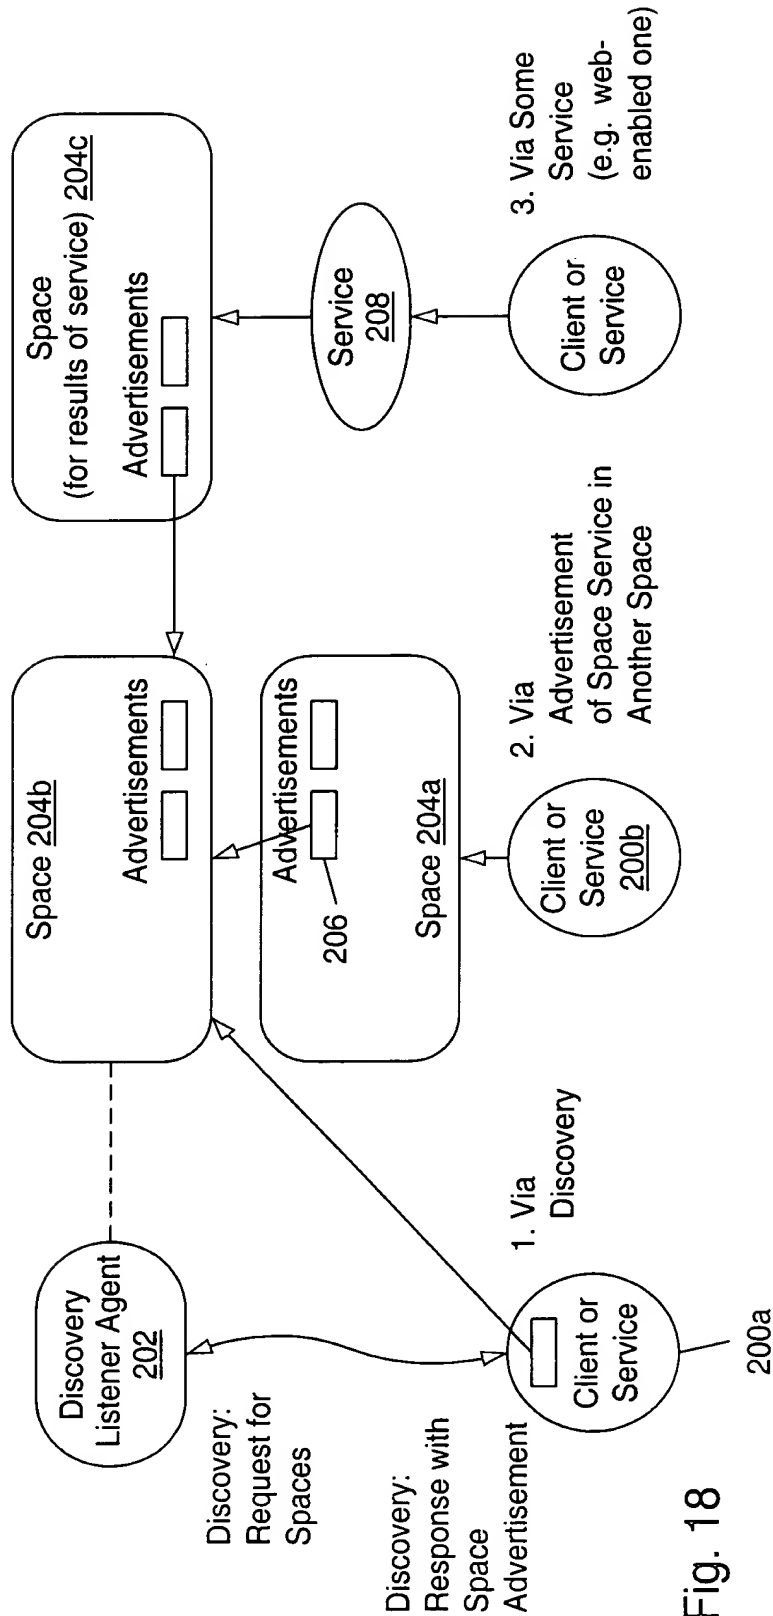 Discovery
Listener Agent
202
Discovery:
Request for
Spaces
Discovery:
Response with
Space
Advertisement
Client or
Service
200a
1. Via
Discovery
Space 204b
Advertisements
Advertisements
206
Space 204a
Client or
Service
200b
2. Via
Advertisement
of Space Service in
Another Space
Space
(for results of service) 204c
Advertisements
Service
208
Client or
Service
3. Via Some
Service
(e.g. web-
enabled one)
Fig. 18